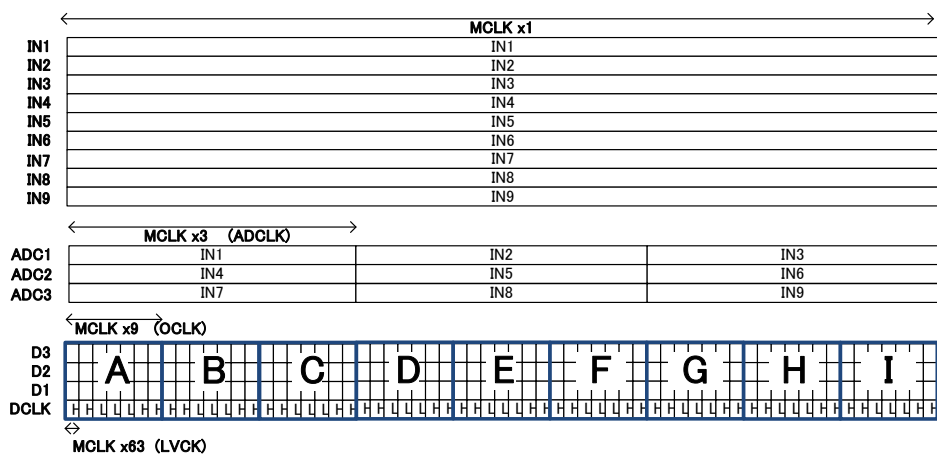 MCLK x1
IN1 IN1
IN2 IN2
IN3 IN3
IN4 IN4
IN5 IN5
IN6 IN6
IN7 IN7
IN8 IN8
IN9 IN9
MCLK x3 (ADCLK)
ADC1 IN1 IN2 IN3
ADC2 IN4 IN5 IN6
ADC3 IN7 IN8 IN9
MCLK x9 (OCLK)
D3
D2 A B C D E F G H I
D1
DCLK H H L L L H H H H L L L H H H H L L L H H H H L L L H H H H L L L H H H H L L L H H H H L L L H H H H L L L H H H H L L L H H
MCLK x63 (LVCK)